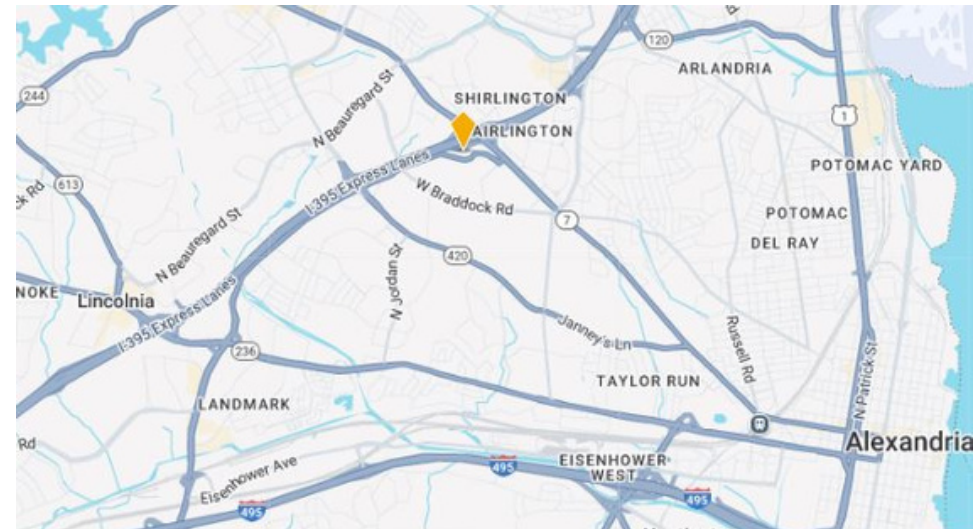 120
ARLANDRIA
244
N Beauregard St
SHIRLINGTON
1
AIRLINGTON
I-395 Express Lanes
POTOMAC YARD
613
ck Rd
W Braddock Rd
7
POTOMAC
N Beauregard St
420
DEL RAY
N Jordan St
NOKE
Lincolnia
I-395 Express Lanes
Janney's Ln
Russell Rd
236
N Patrick St
TAYLOR RUN
LANDMARK
Rd
Alexandria
Eisenhower Ave
495
EISENHOWER
WEST
495
495